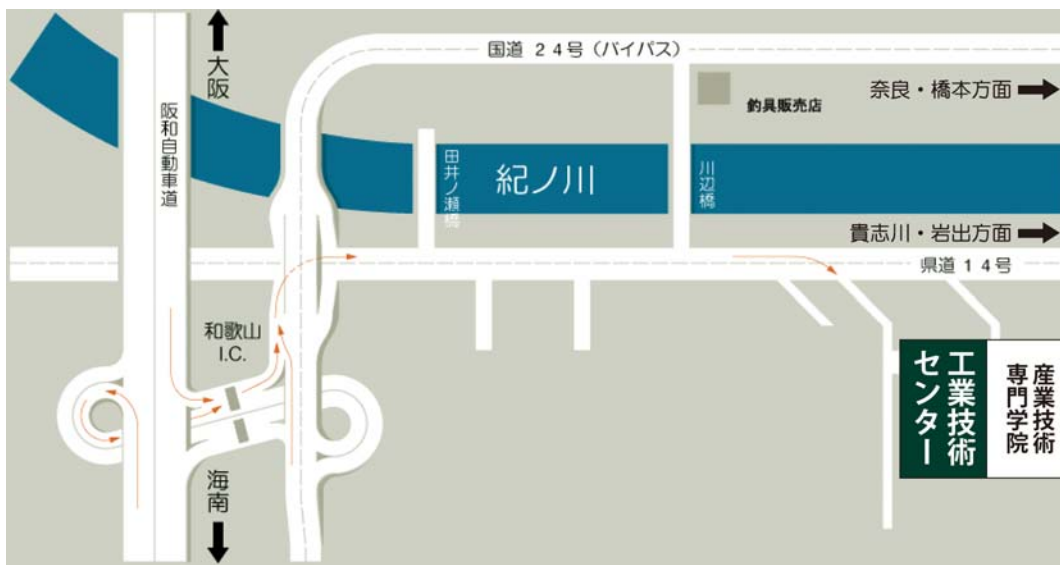 大阪
国道 24号（バイパス）
阪和自動車道
釣具販売店
奈良・橋本方面
田井ノ瀬橋
紀ノ川
川辺橋
貴志川・岩出方面
県道 14号
和歌山
I.C.
工業技術
センター
産業技術
専門学院
海南